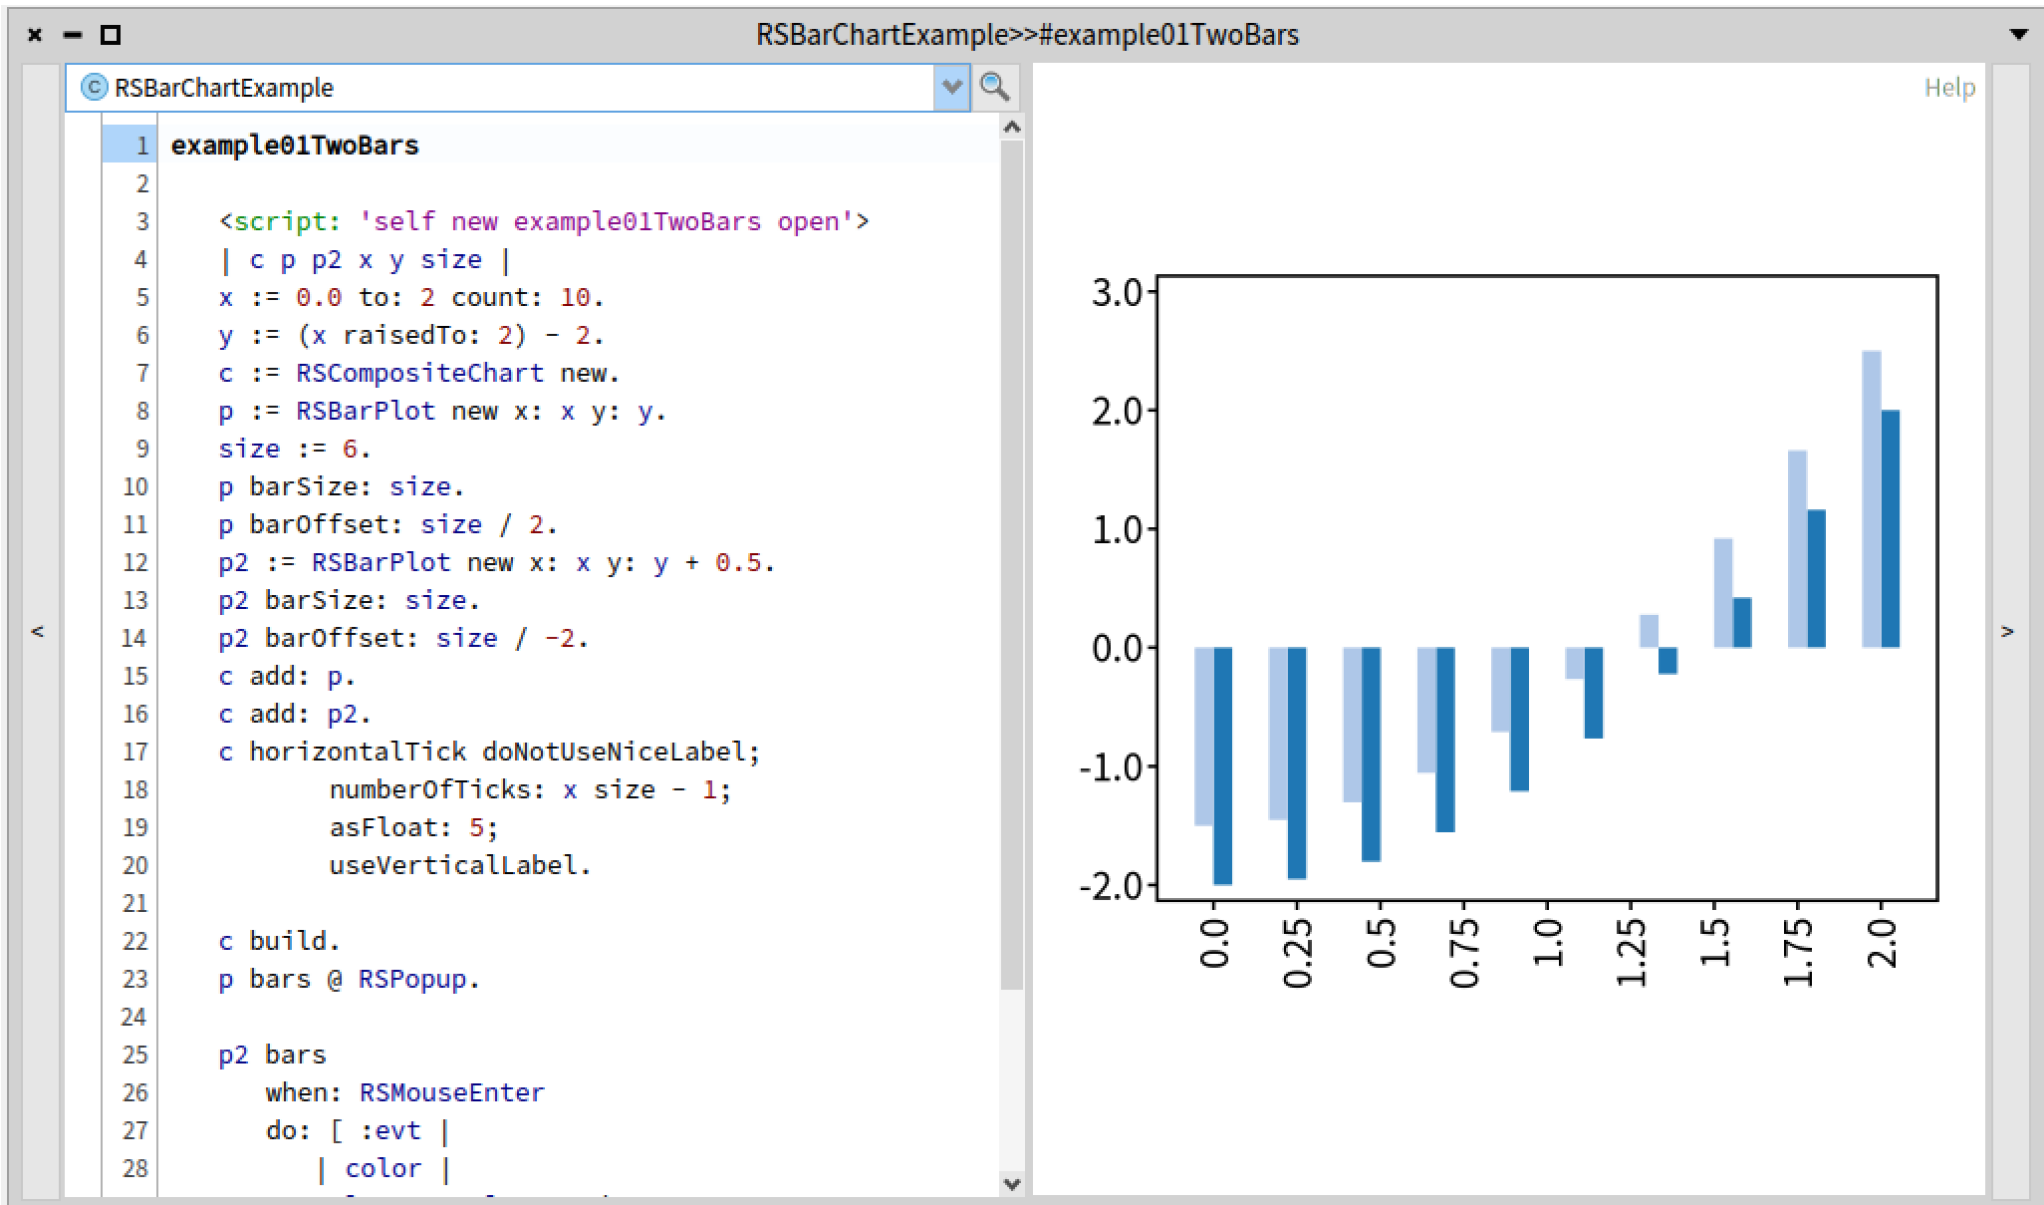 RSBarChartExample>>#example01TwoBars
RSBarChartExample
1 example01TwoBars
2
3 <script: 'self new example01TwoBars open'>
4 | c p p2 x y size |
5 x := 0.0 to: 2 count: 10.
6 y := (x raisedTo: 2) - 2.
7 c := RSCompositeChart new.
8 p := RSBarPlot new x: x y: y.
9 size := 6.
10 p barSize: size.
11 p barOffset: size / 2.
12 p2 := RSBarPlot new x: x y: y + 0.5.
13 p2 barSize: size.
14 p2 barOffset: size / -2.
15 c add: p.
16 c add: p2.
17 c horizontalTick doNotUseNiceLabel;
18 numberOfTicks: x size - 1;
19 asFloat: 5;
20 useVerticalLabel.
21
22 c build.
23 p bars @ RSPopup.
24
25 p2 bars
26 when: RSMouseEnter
27 do: [ :evt |
28 | color |
<
Help
3.0
2.0
1.0
0.0
-1.0
-2.0
0.0 0.25 0.5 0.75 1.0 1.25 1.5 1.75 2.0
>